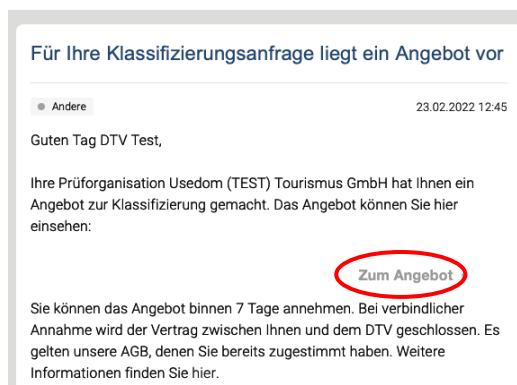 Für Ihre Klassifizierungsanfrage liegt ein Angebot vor
Andere 23.02.2022 12:45
Guten Tag DTV Test,
Ihre Prüforganisation Usedom (TEST) Tourismus GmbH hat Ihnen ein
Angebot zur Klassifizierung gemacht. Das Angebot können Sie hier
einsehen:
Zum Angebot
Sie können das Angebot binnen 7 Tage annehmen. Bei verbindlicher
Annahme wird der Vertrag zwischen Ihnen und dem DTV geschlossen. Es
gelten unsere AGB, denen Sie bereits zugestimmt haben. Weitere
Informationen finden Sie hier.